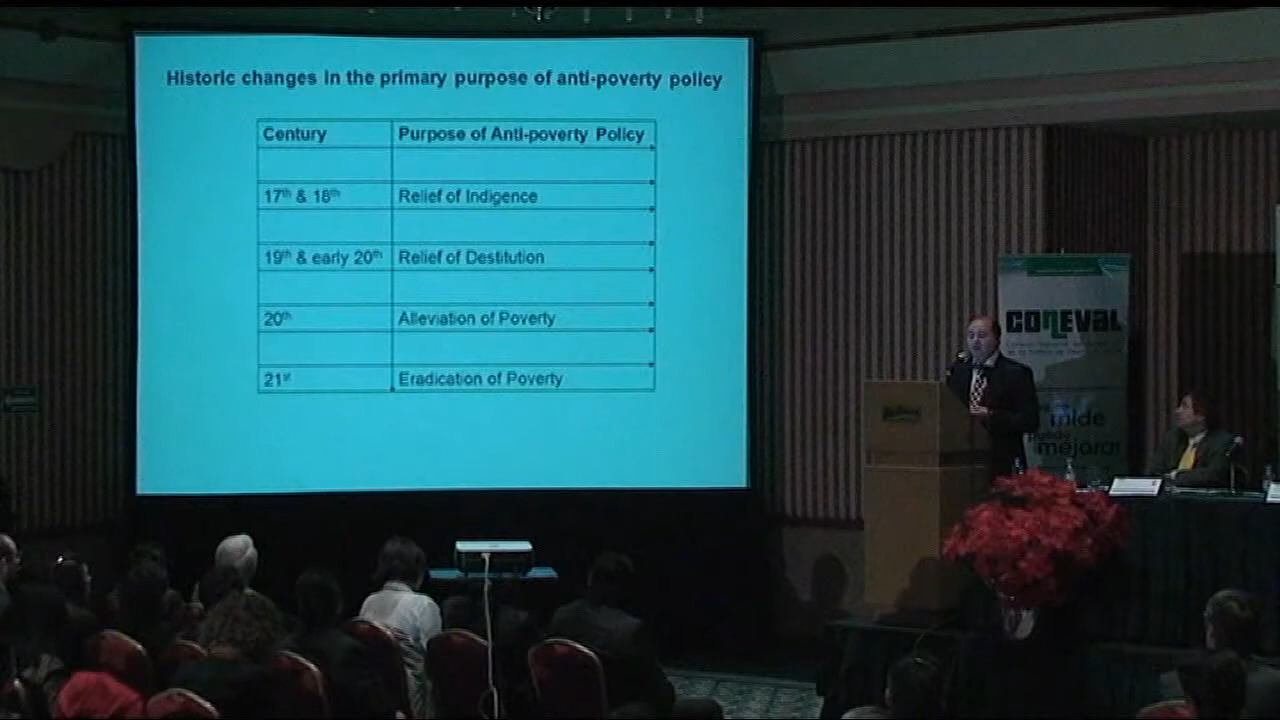 Historic changes in the primary purpose of anti-poverty policy
Century Purpose of Anti-poverty Policy
17th & 18th Relief of Indigence
19th & early 20th Relief of Destitution
20th Alleviation of Poverty
21st Eradication of Poverty
CONEVAL
mide
mejorar